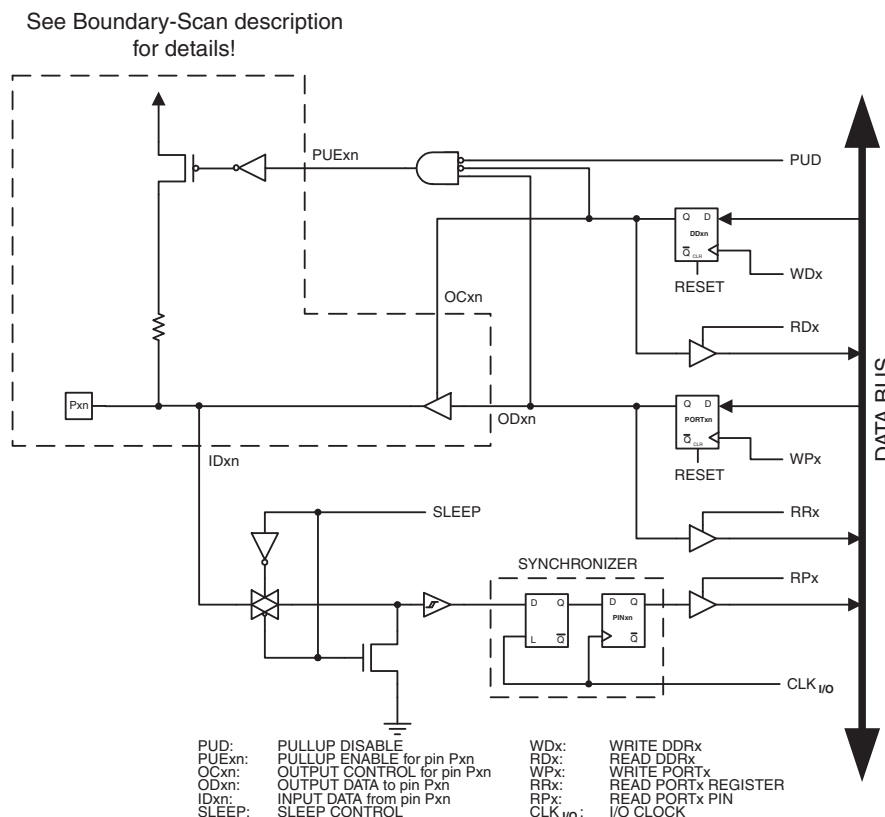 See Boundary-Scan description
for details!
PUExn
PUD
Q D
DDxn
Q CLR
WDx
RESET
OCxn
RDx
Pxn
ODxn
Q D
PORTxn
Q CLR
WPx
RESET
IDxn
SLEEP
RRx
SYNCHRONIZER
RPx
D Q
L Q
D Q
PINxn
Q
CLK I/O
DATA BUS
PUD: PULLUP DISABLE
PUExn: PULLUP ENABLE for pin Pxn
OCxn: OUTPUT CONTROL for pin Pxn
ODxn: OUTPUT DATA to pin Pxn
IDxn: INPUT DATA from pin Pxn
SLEEP: SLEEP CONTROL
WDx: WRITE DDRx
RDx: READ DDRx
WPx: WRITE PORTx
RRx: READ PORTx REGISTER
RPx: READ PORTx PIN
CLK I/O: I/O CLOCK